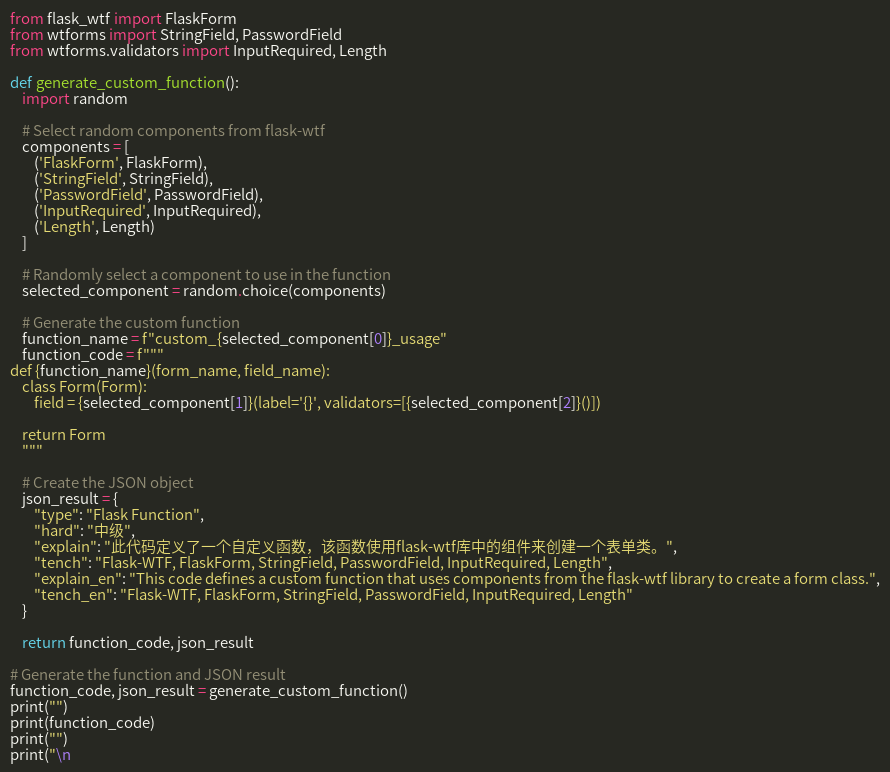 from flask_wtf import FlaskForm
from wtforms import StringField, PasswordField
from wtforms.validators import InputRequired, Length

def generate_custom_function():
    import random

    # Select random components from flask-wtf
    components = [
        ('FlaskForm', FlaskForm),
        ('StringField', StringField),
        ('PasswordField', PasswordField),
        ('InputRequired', InputRequired),
        ('Length', Length)
    ]

    # Randomly select a component to use in the function
    selected_component = random.choice(components)

    # Generate the custom function
    function_name = f"custom_{selected_component[0]}_usage"
    function_code = f"""
def {function_name}(form_name, field_name):
    class Form(Form):
        field = {selected_component[1]}(label='{}', validators=[{selected_component[2]}()])

    return Form
    """

    # Create the JSON object
    json_result = {
        "type": "Flask Function",
        "hard": "中级",
        "explain": "此代码定义了一个自定义函数，该函数使用flask-wtf库中的组件来创建一个表单类。",
        "tench": "Flask-WTF, FlaskForm, StringField, PasswordField, InputRequired, Length",
        "explain_en": "This code defines a custom function that uses components from the flask-wtf library to create a form class.",
        "tench_en": "Flask-WTF, FlaskForm, StringField, PasswordField, InputRequired, Length"
    }

    return function_code, json_result

# Generate the function and JSON result
function_code, json_result = generate_custom_function()
print("")
print(function_code)
print("")
print("\n